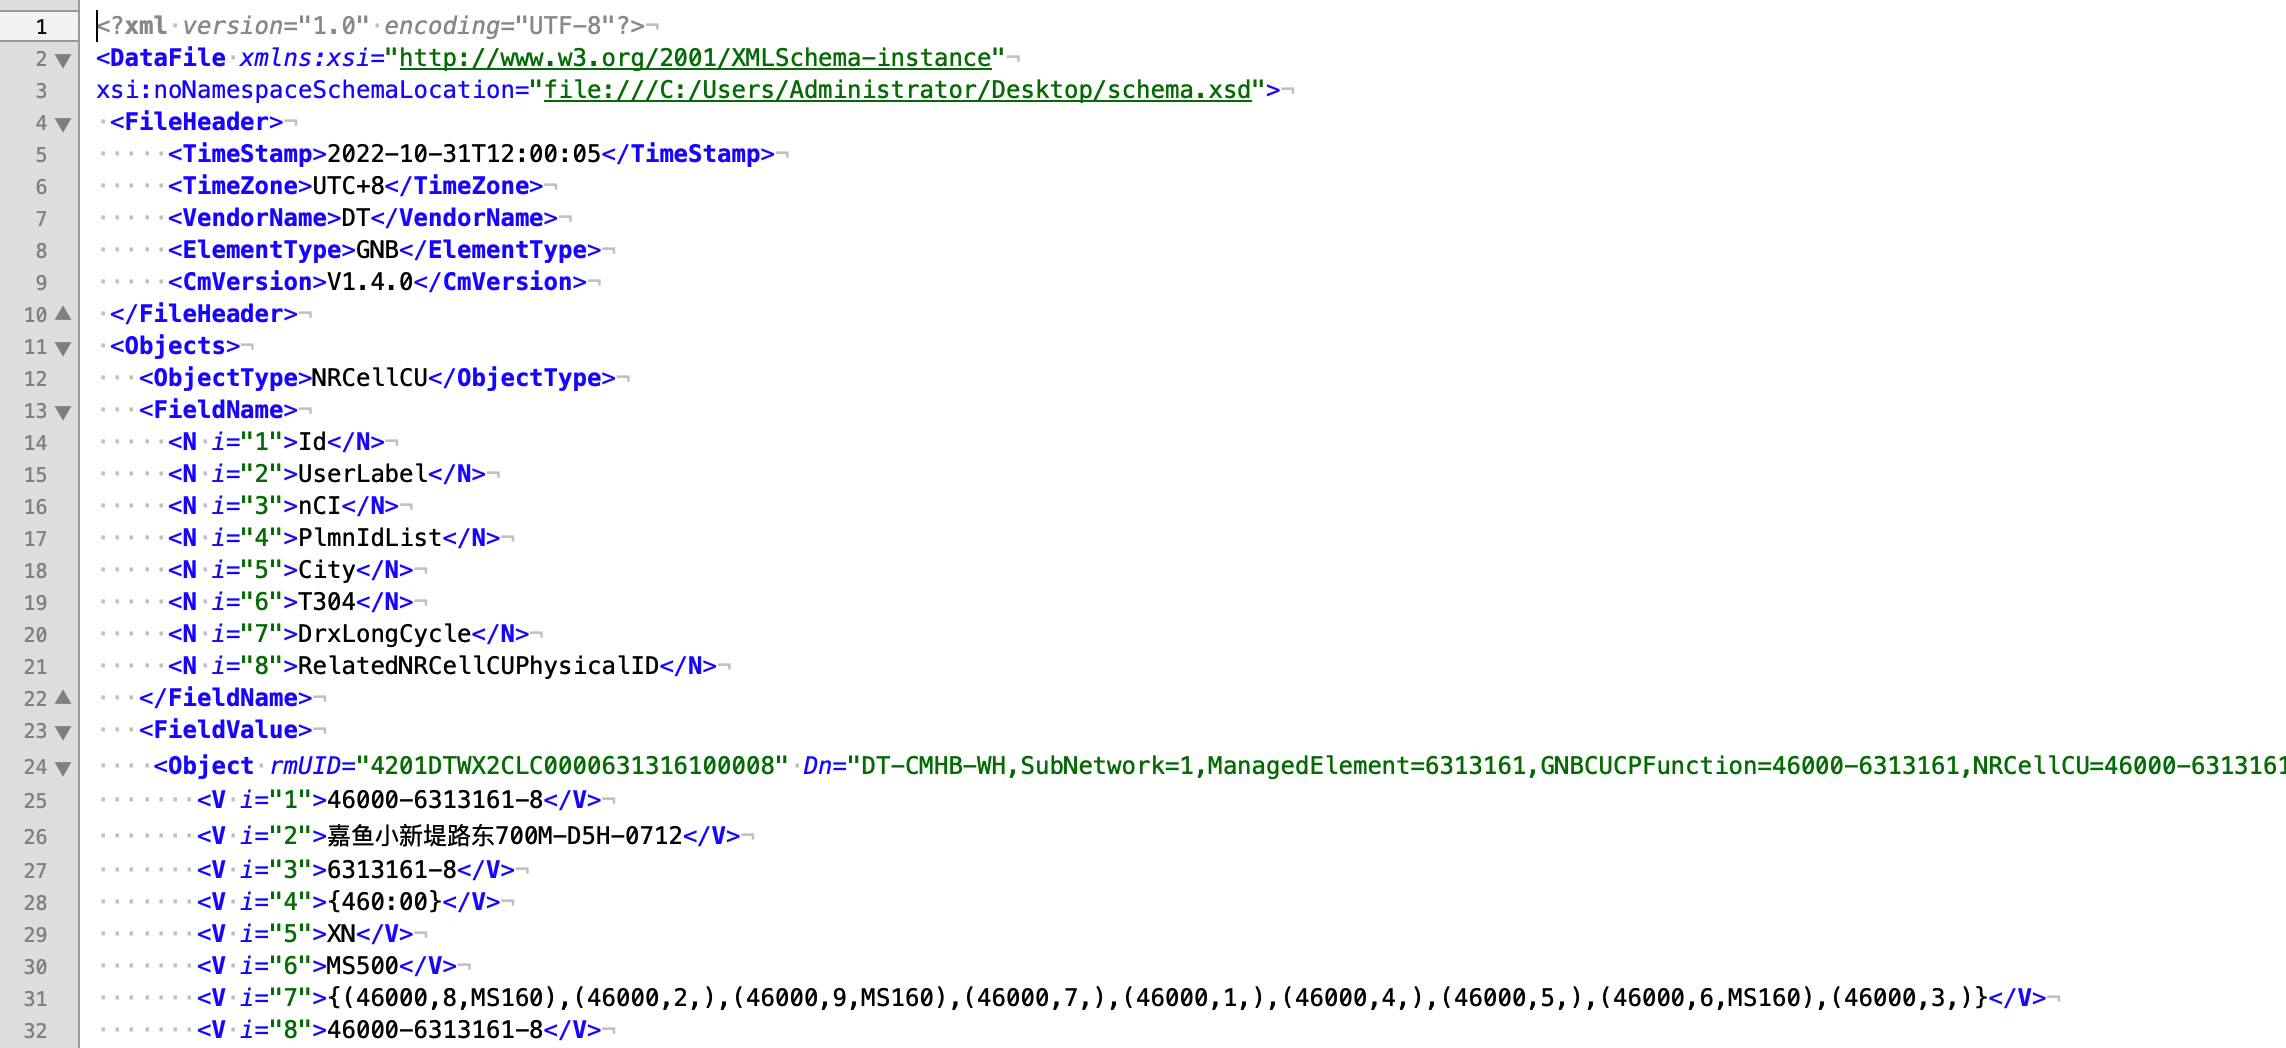 1 <?xml version="1.0" encoding="UTF-8"?>
2 <DataFile xmlns:xsi="http://www.w3.org/2001/XMLSchema-instance"
3 xsi:noNamespaceSchemaLocation="file:///C:/Users/Administrator/Desktop/schema.xsd">
4 <FileHeader>
5 <TimeStamp>2022-10-31T12:00:05</TimeStamp>
6 <TimeZone>UTC+8</TimeZone>
7 <VendorName>DT</VendorName>
8 <ElementType>GNB</ElementType>
9 <CmVersion>V1.4.0</CmVersion>
10 </FileHeader>
11 <Objects>
12 <ObjectType>NRCellCU</ObjectType>
13 <FieldName>
14 <N i="1">Id</N>
15 <N i="2">UserLabel</N>
16 <N i="3">nCI</N>
17 <N i="4">PlmnIdList</N>
18 <N i="5">City</N>
19 <N i="6">T304</N>
20 <N i="7">DrxLongCycle</N>
21 <N i="8">RelatedNRCellCUPhysicalID</N>
22 </FieldName>
23 <FieldValue>
24 <Object rmUID="4201DTWX2CLC0000631316100008" Dn="DT-CMHB-WH,SubNetwork=1,ManagedElement=6313161,GNBCUCPFunction=46000-6313161,NRCellCU=46000-6313161
25 <V i="1">46000-6313161-8</V>
26 <V i="2">嘉鱼小新堤路东700M-D5H-0712</V>
27 <V i="3">6313161-8</V>
28 <V i="4">{460:00}</V>
29 <V i="5">XN</V>
30 <V i="6">MS500</V>
31 <V i="7">{(46000,8,MS160),(46000,2,),(46000,9,MS160),(46000,7,),(46000,1,),(46000,4,),(46000,5,),(46000,6,MS160),(46000,3,)}</V>
32 <V i="8">46000-6313161-8</V>